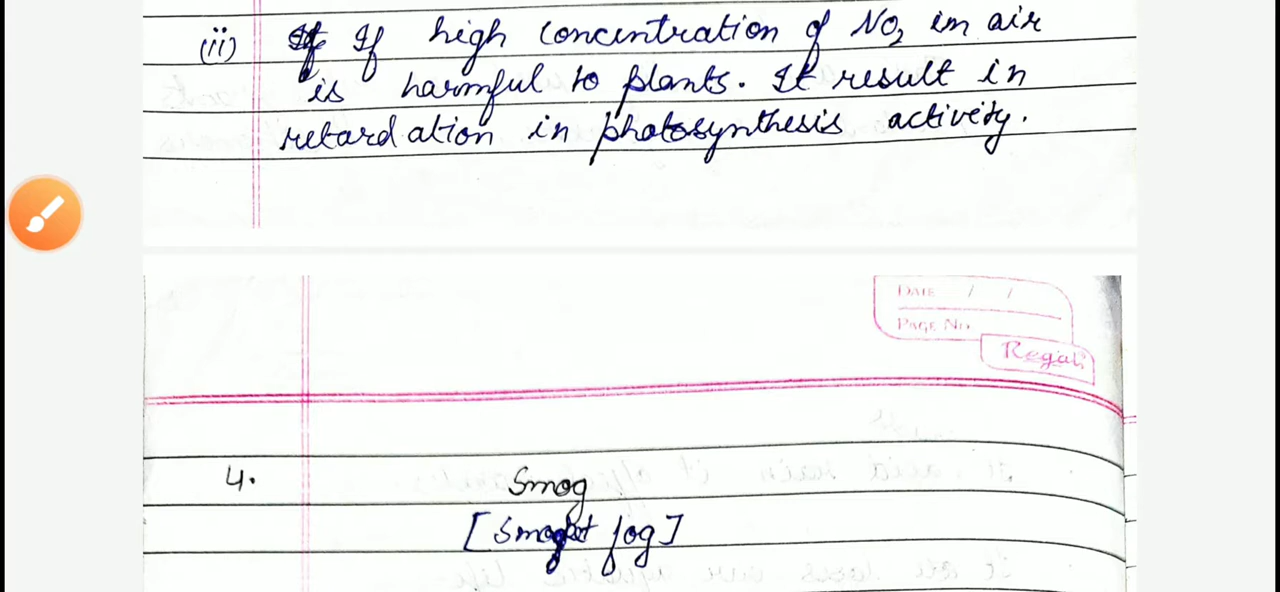 (ii) If high concentration of NO₂ in air
is harmful to plants. It result in
retardation in photosynthesis activity.
DATE / /
PAGE No
Regal
4. Smog
[ fog]